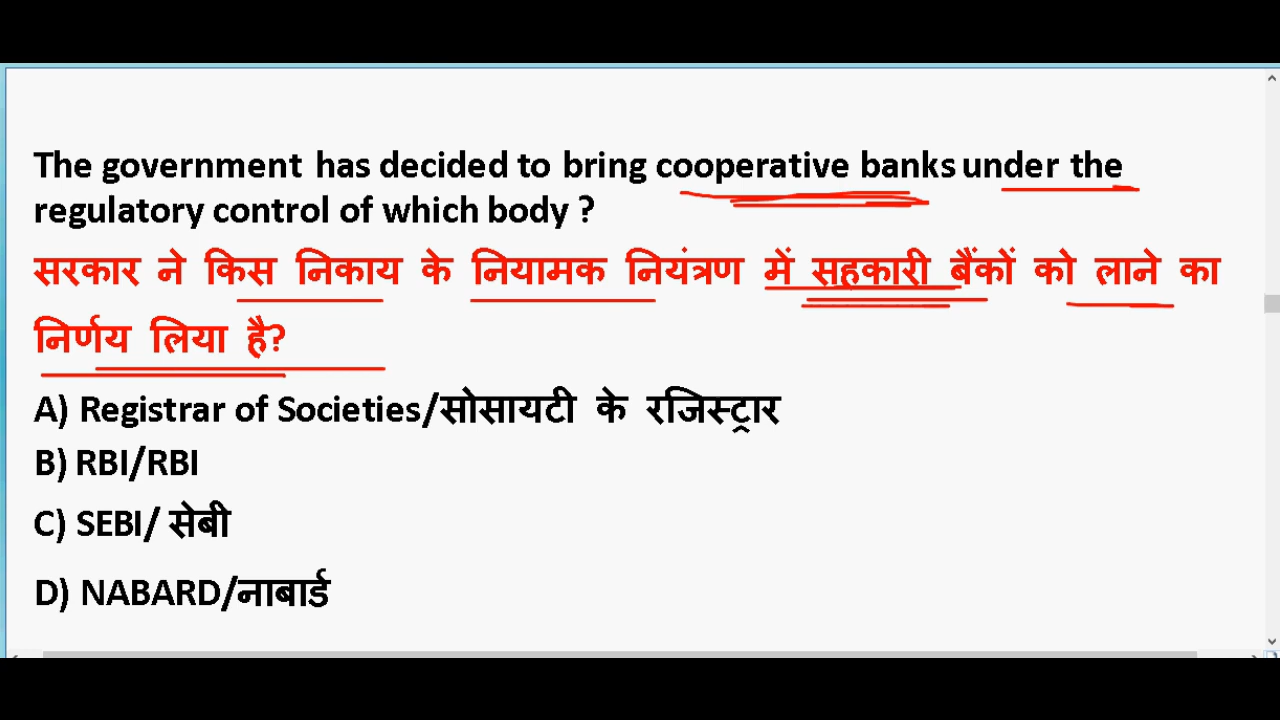 The government has decided to bring cooperative banks under the
regulatory control of which body ?
सरकार ने किस निकाय के नियामक नियंत्रण में सहकारी बैंकों को लाने का
निर्णय लिया है?
A) Registrar of Societies/सोसायटी के रजिस्ट्रार
B) RBI/RBI
C) SEBI/ सेबी
D) NABARD/नाबार्ड